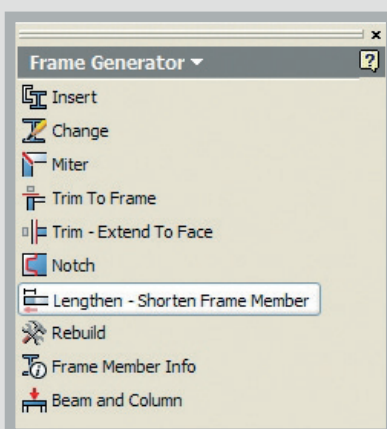 Frame Generator
Insert
Change
Miter
Trim To Frame
Trim - Extend To Face
Notch
Lengthen - Shorten Frame Member
Rebuild
Frame Member Info
Beam and Column